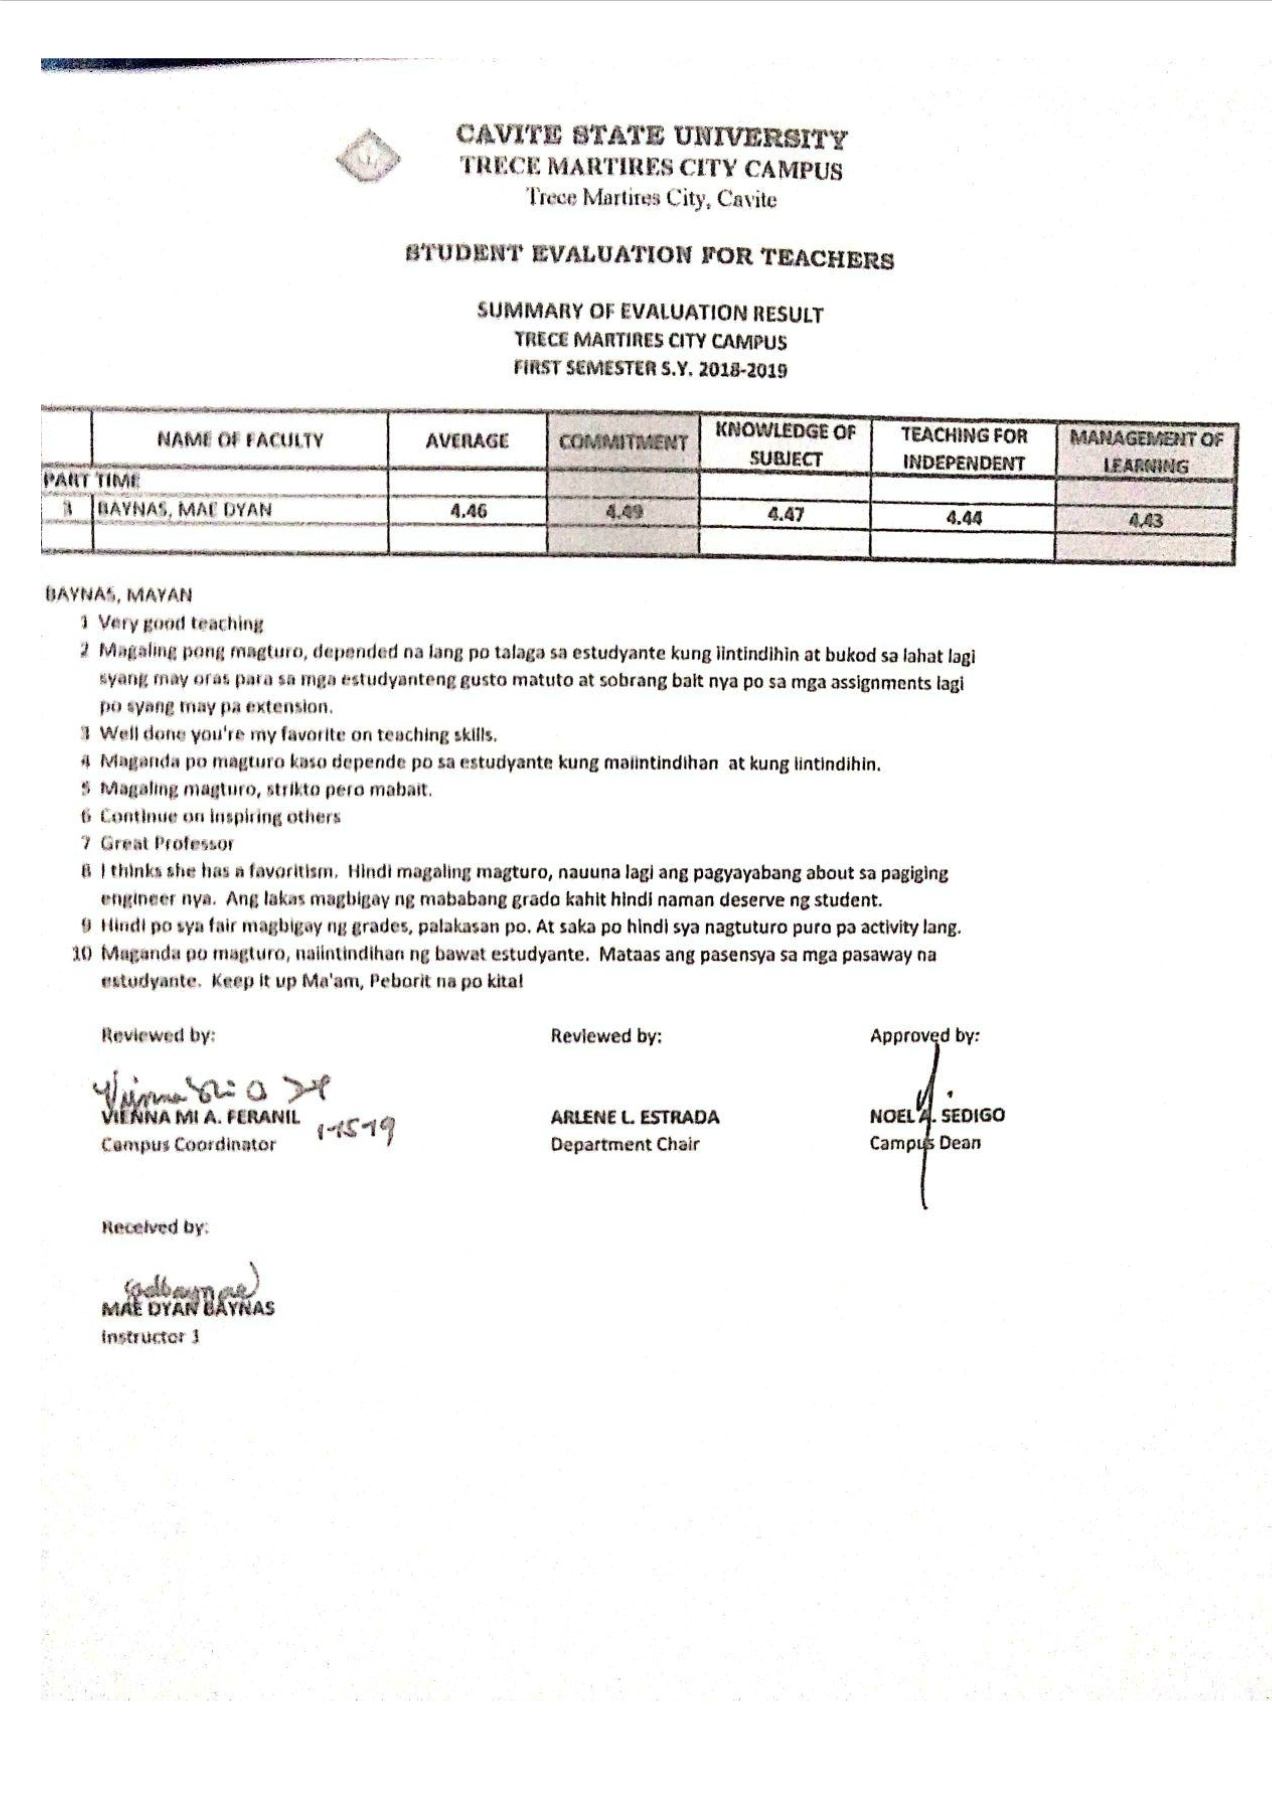 CAVITE STATE UNIVERSITY
TRECE MARTIRES CITY CAMPUS
Trece Martires City, Cavite
STUDENT EVALUATION FOR TEACHERS
SUMMARY OF EVALUATION RESULT
TRECE MARTIRES CITY CAMPUS
FIRST SEMESTER S.Y. 2018-2019
NAME OF FACULTY AVERAGE COMMITMENT KNOWLEDGE OF SUBJECT TEACHING FOR INDEPENDENT MANAGEMENT OF LEARNING
PART TIME
3 BAYNAS, MAE DYAN 4.46 4.49 4.47 4.44 4.43
BAYNAS, MAYAN
1 Very good teaching
2 Magaling pong magturo, depended na lang po talaga sa estudyante kung iintindihin at bukod sa lahat lagi
syang may oras para sa mga estudyanteng gusto matuto at sobrang bait nya po sa mga assignments lagi
po syang may pa extension.
3 Well done you're my favorite on teaching skills.
4 Maganda po magturo kaso depende po sa estudyante kung maiintindihan at kung iintindihin.
5 Magaling magturo, strikto pero mabait.
6 Continue on inspiring others
7 Great Professor
8 I thinks she has a favoritism. Hindi magaling magturo, nauuna lagi ang pagyayabang about sa pagiging
engineer nya. Ang lakas magbigay ng mababang grado kahit hindi naman deserve ng student.
9 Hindi po sya fair magbigay ng grades, palakasan po. At saka po hindi sya nagtuturo puro pa activity lang.
10 Maganda po magturo, naiintindihan ng bawat estudyante. Mataas ang pasensya sa mga pasaway na
estudyante. Keep it up Ma'am, Peborit na po kita!
Reviewed by: Reviewed by: Approved by:
VIENNA MI A. FERANIL ARLENE L. ESTRADA NOEL A. SEDIGO
1-15-19
Campus Coordinator Department Chair Campus Dean
Received by:
MAE DYAN BAYNAS
Instructor 1